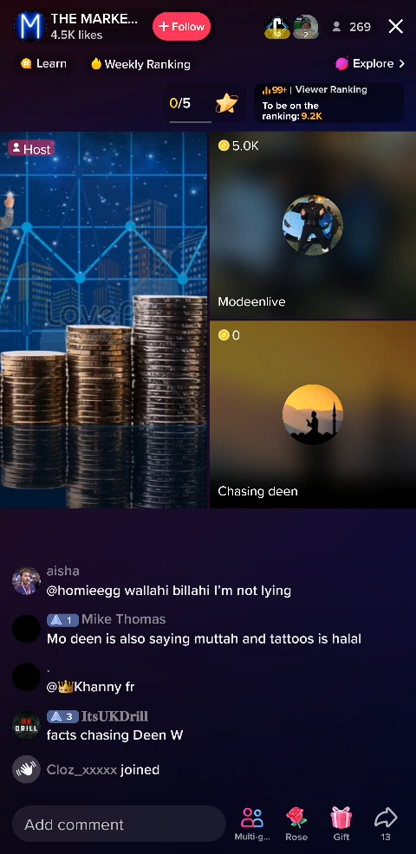 M THE MARKE...
4.5K likes
+ Follow
269
Learn
Weekly Ranking
Explore >
0/5
99+ | Viewer Ranking
To be on the
ranking: 9.2K
Host
5.0K
Modeenlive
0
Chasing deen
aisha
@homieegg wallahi billahi I'm not lying
1 Mike Thomas
Mo deen is also saying muttah and tattoos is halal
.
@👑Khanny fr
3 ItsUKDrill
facts chasing Deen W
Cloz_xxxxx joined
Add comment
Multi-g...
Rose
Gift
13